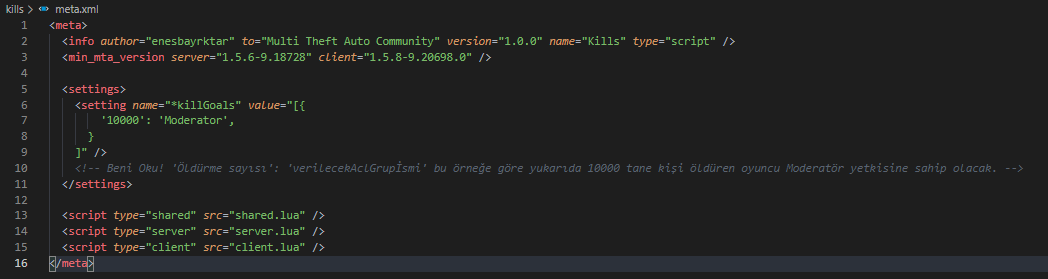 kills > meta.xml
1 <meta>
2 <info author="enesbayrktar" to="Multi Theft Auto Community" version="1.0.0" name="Kills" type="script" />
3 <min_mta_version server="1.5.6-9.18728" client="1.5.8-9.20698.0" />
4
5 <settings>
6 <setting name="*killGoals" value="[{
7 '10000': 'Moderator',
8 }
9 ]" />
10 <!-- Beni Oku! 'Öldürme sayısı': 'verilecekAclGrupİsmi' bu örneğe göre yukarıda 10000 tane kişi öldüren oyuncu Moderatör yetkisine sahip olacak. -->
11 </settings>
12
13 <script type="shared" src="shared.lua" />
14 <script type="server" src="server.lua" />
15 <script type="client" src="client.lua" />
16 </meta>